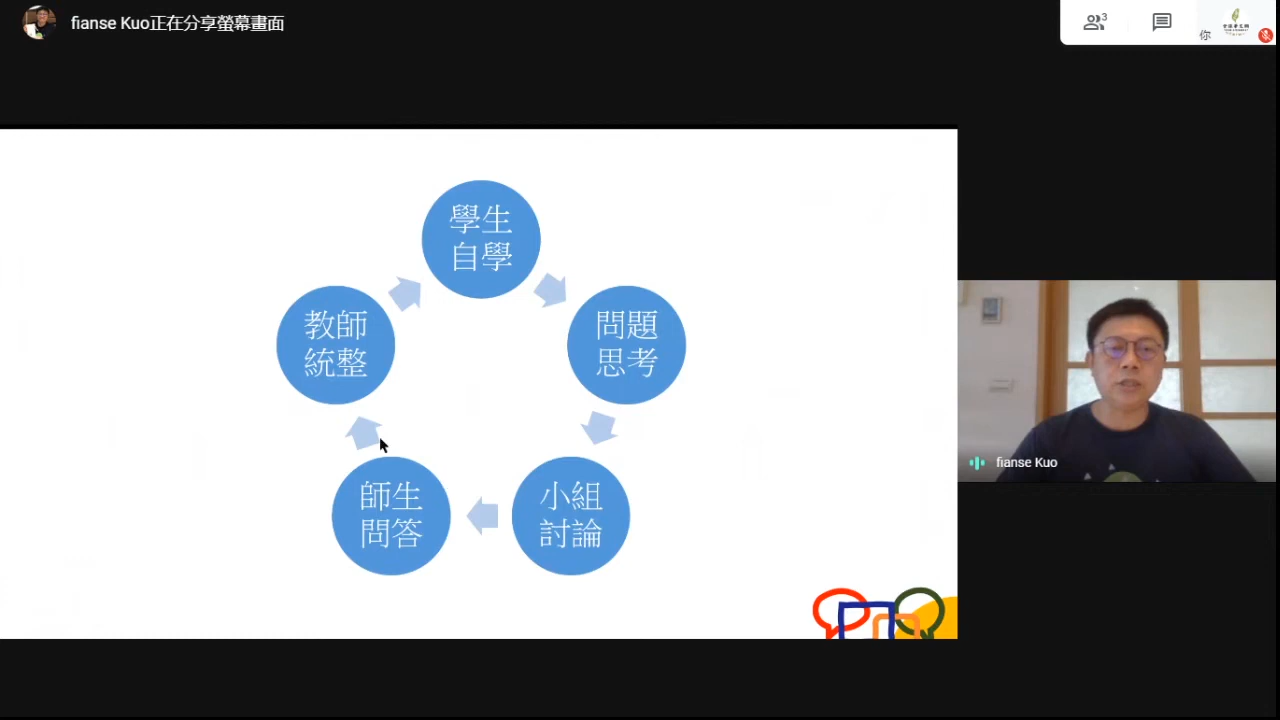 fianse Kuo正在分享螢幕畫面
3
你
學生
自學
問題
思考
小組
討論
師生
問答
教師
統整
fianse Kuo